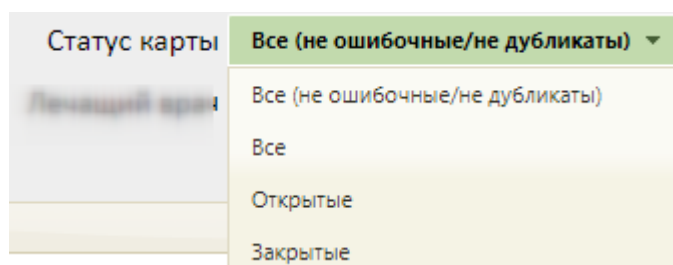 Статус карты Все (не ошибочные/не дубликаты)
Все (не ошибочные/не дубликаты)
Все
Открытые
Закрытые